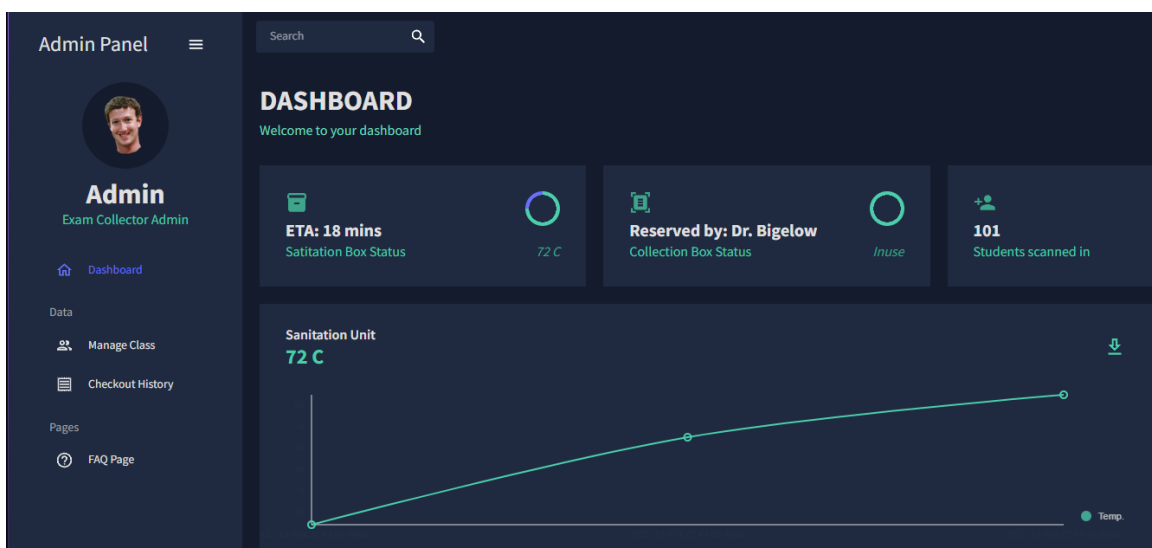 Admin Panel
Search
DASHBOARD
Welcome to your dashboard
Admin
Exam Collector Admin
Dashboard
Data
Manage Class
Checkout History
Pages
FAQ Page
ETA: 18 mins
Satitation Box Status
72 C
Reserved by: Dr. Bigelow
Collection Box Status
Inuse
101
Students scanned in
Sanitation Unit
72 C
Temp.